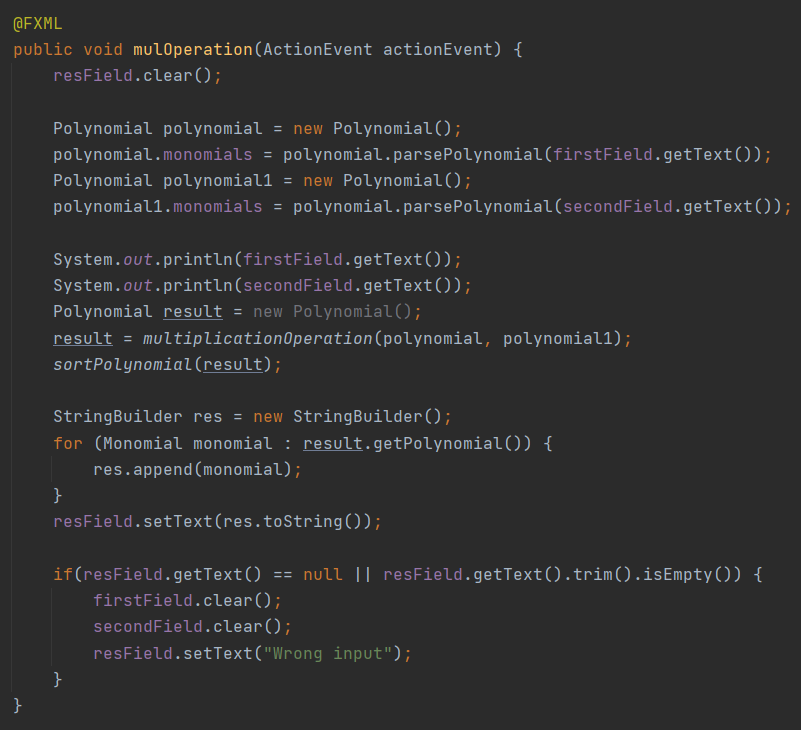 @FXML
public void mulOperation(ActionEvent actionEvent) {
    resField.clear();

    Polynomial polynomial = new Polynomial();
    polynomial.monomials = polynomial.parsePolynomial(firstField.getText());
    Polynomial polynomial1 = new Polynomial();
    polynomial1.monomials = polynomial.parsePolynomial(secondField.getText());

    System.out.println(firstField.getText());
    System.out.println(secondField.getText());
    Polynomial result = new Polynomial();
    result = multiplicationOperation(polynomial, polynomial1);
    sortPolynomial(result);

    StringBuilder res = new StringBuilder();
    for (Monomial monomial : result.getPolynomial()) {
        res.append(monomial);
    }
    resField.setText(res.toString());

    if(resField.getText() == null || resField.getText().trim().isEmpty()) {
        firstField.clear();
        secondField.clear();
        resField.setText("Wrong input");
    }
}